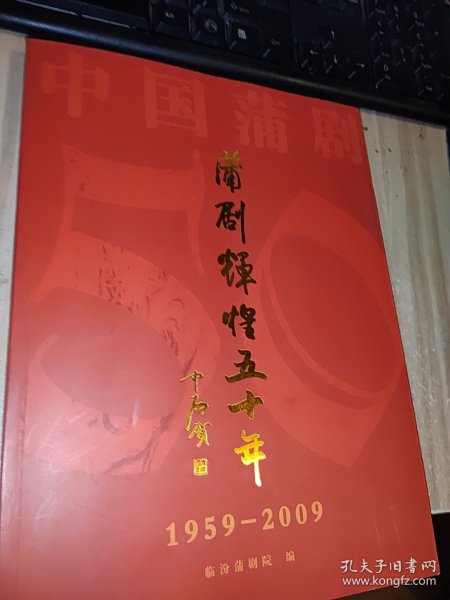 中国蒲剧
50
蒲剧辉煌五十年
1959-2009
临汾蒲剧院 编
孔夫子旧书网
www.kongfz.com